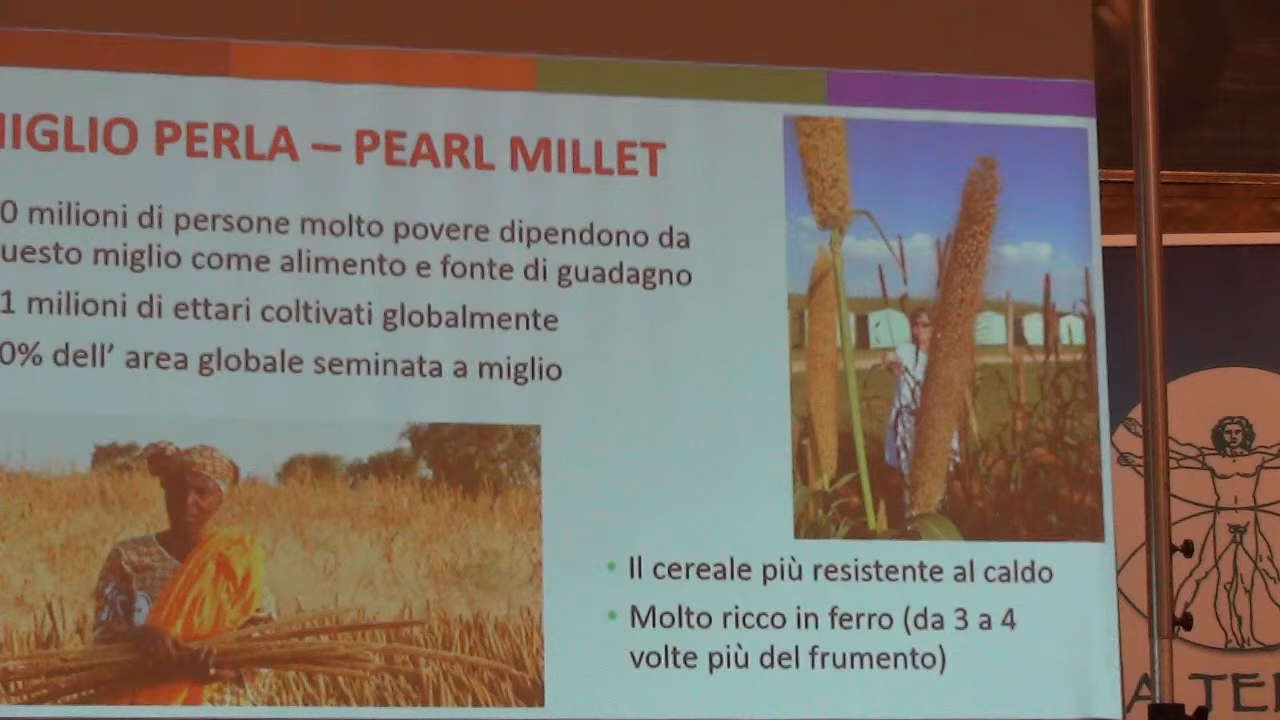 IGLIO PERLA – PEARL MILLET
0 milioni di persone molto povere dipendono da
uesto miglio come alimento e fonte di guadagno
1 milioni di ettari coltivati globalmente
0% dell’ area globale seminata a miglio
• Il cereale più resistente al caldo
• Molto ricco in ferro (da 3 a 4
volte più del frumento)
A TE